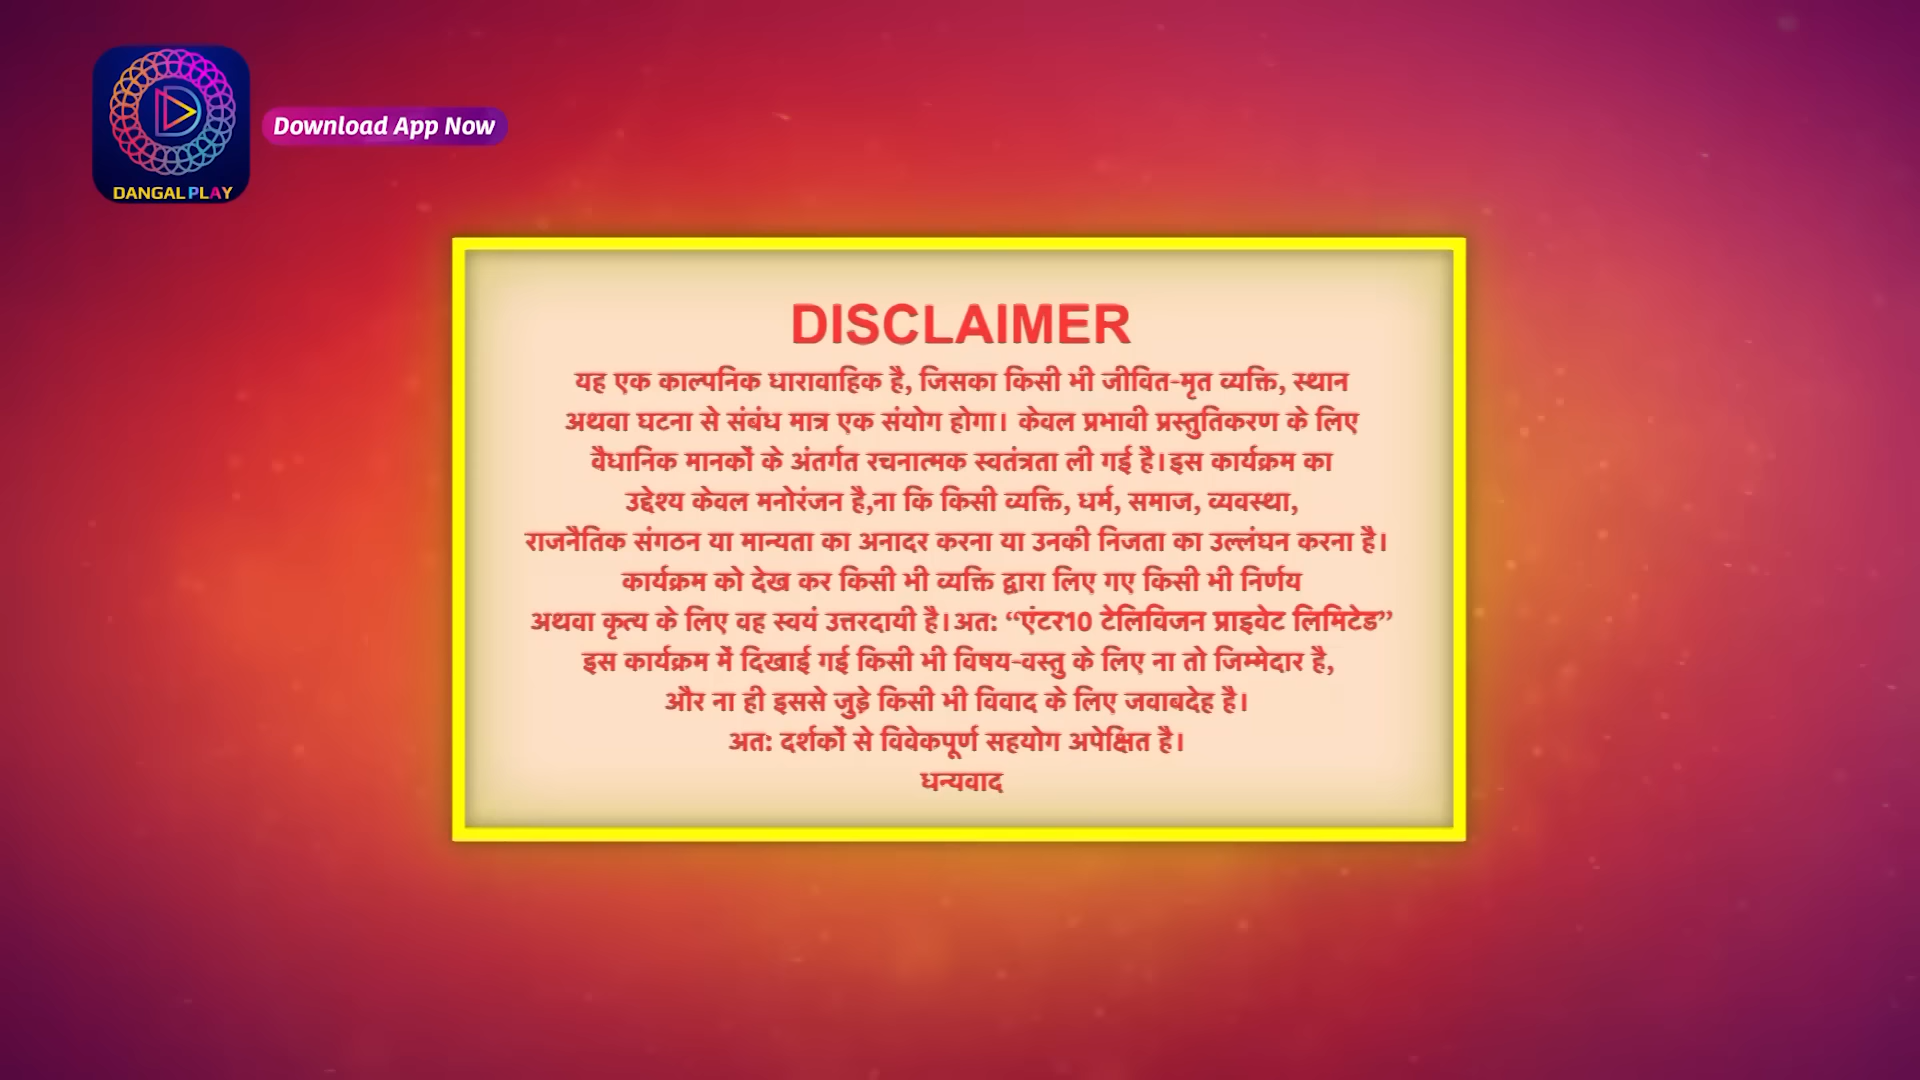 DANGAL PLAY
Download App Now
DISCLAIMER
यह एक काल्पनिक धारावाहिक है, जिसका किसी भी जीवित-मृत व्यक्ति, स्थान
अथवा घटना से संबंध मात्र एक संयोग होगा। केवल प्रभावी प्रस्तुतिकरण के लिए
वैधानिक मानकों के अंतर्गत रचनात्मक स्वतंत्रता ली गई है। इस कार्यक्रम का
उद्देश्य केवल मनोरंजन है,ना कि किसी व्यक्ति, धर्म, समाज, व्यवस्था,
राजनैतिक संगठन या मान्यता का अनादर करना या उनकी निजता का उल्लंघन करना है।
कार्यक्रम को देख कर किसी भी व्यक्ति द्वारा लिए गए किसी भी निर्णय
अथवा कृत्य के लिए वह स्वयं उत्तरदायी है। अत: “एंटर10 टेलिविजन प्राइवेट लिमिटेड”
इस कार्यक्रम में दिखाई गई किसी भी विषय-वस्तु के लिए ना तो जिम्मेदार है,
और ना ही इससे जुड़े किसी भी विवाद के लिए जवाबदेह है।
अत: दर्शकों से विवेकपूर्ण सहयोग अपेक्षित है।
धन्यवाद